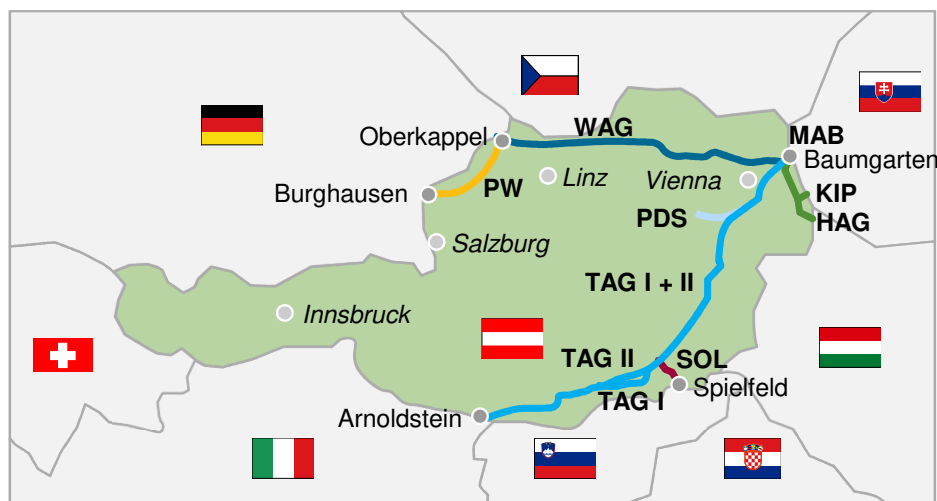 WAG
MAB
Oberkappel
Baumgarten
Linz
Vienna
PW
Burghausen
KIP
PDS
HAG
Salzburg
TAG I + II
Innsbruck
TAG II
SOL
Spielfeld
TAG I
Arnoldstein